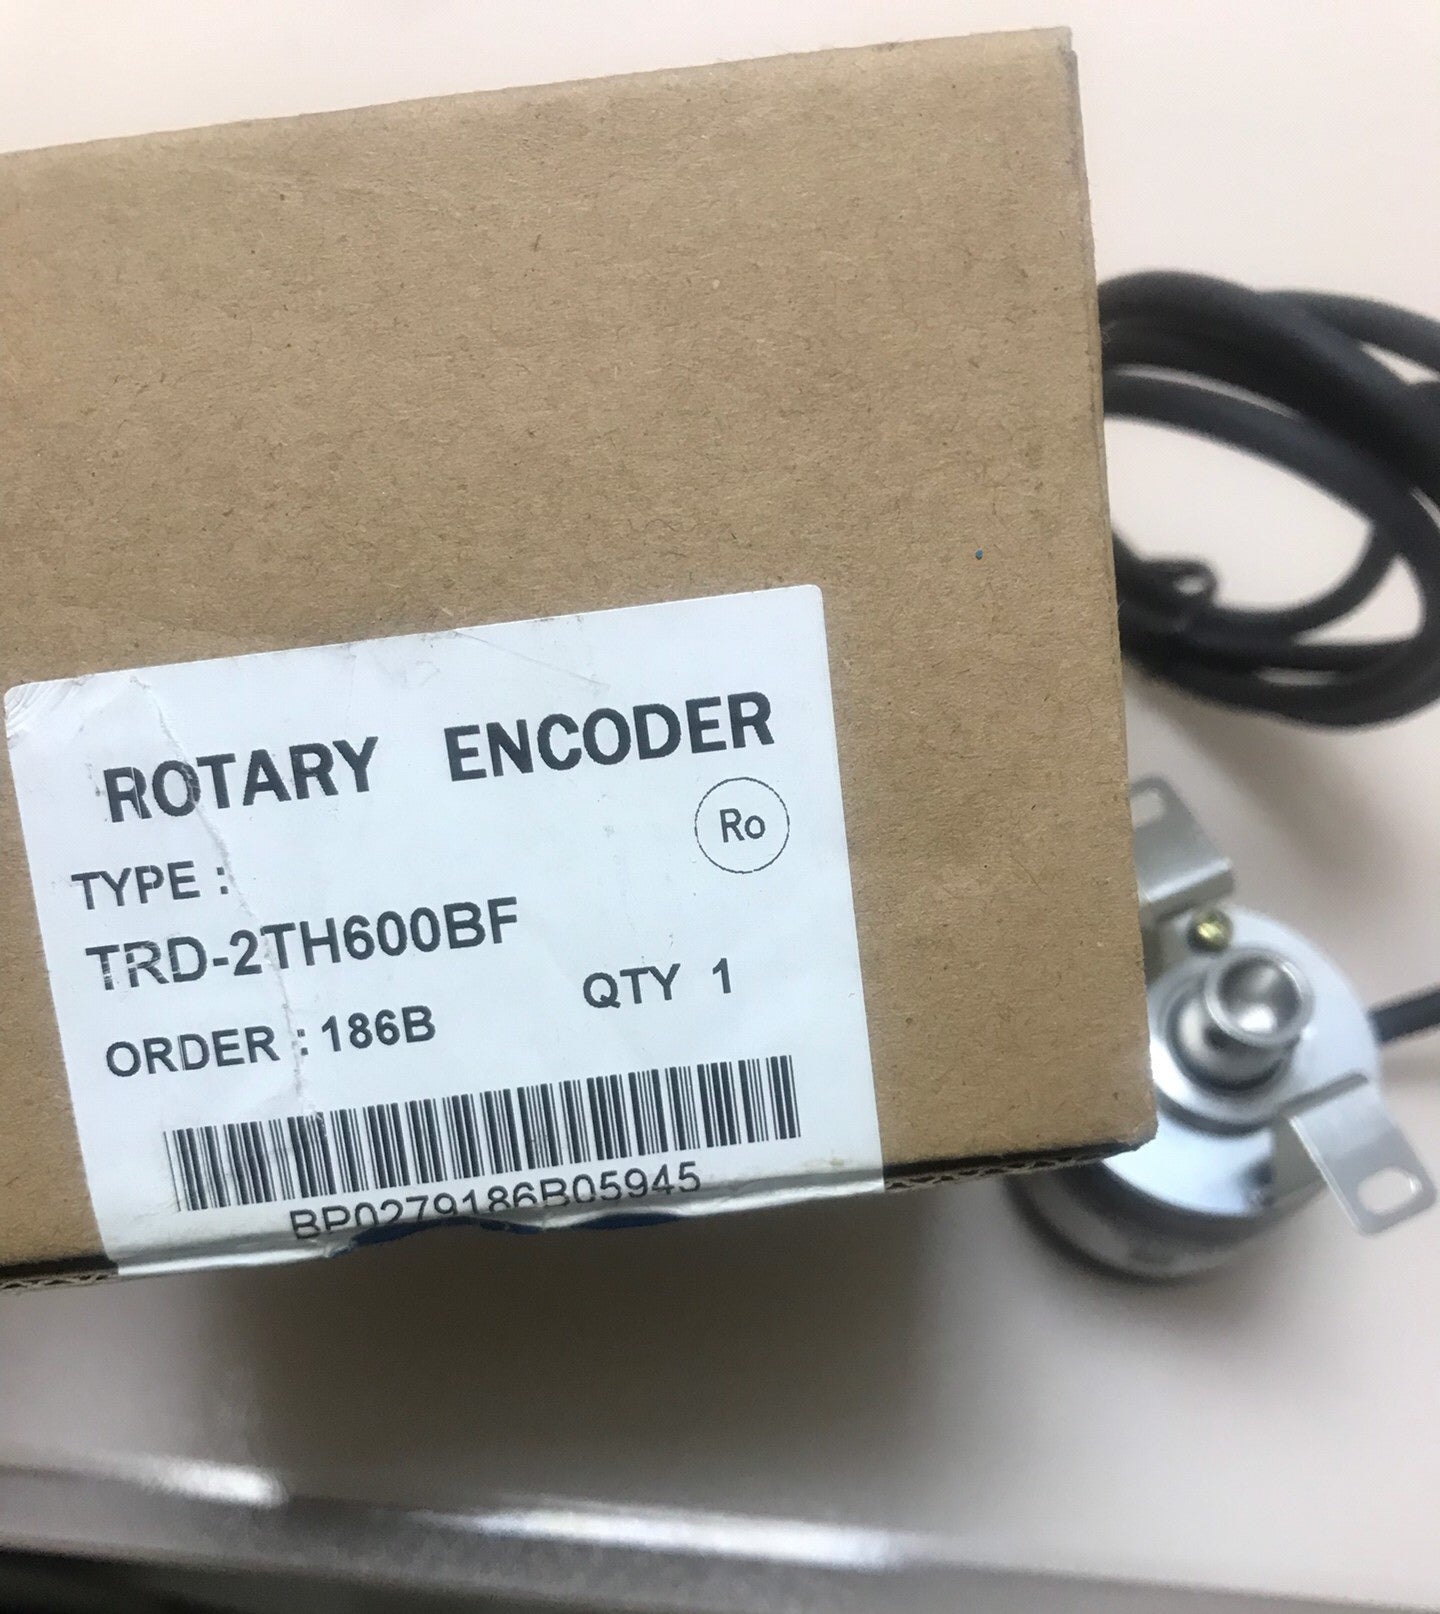 ROTARY ENCODER
Ro
TYPE :
TRD-2TH600BF
QTY 1
ORDER : 186B
BP0279186B05945